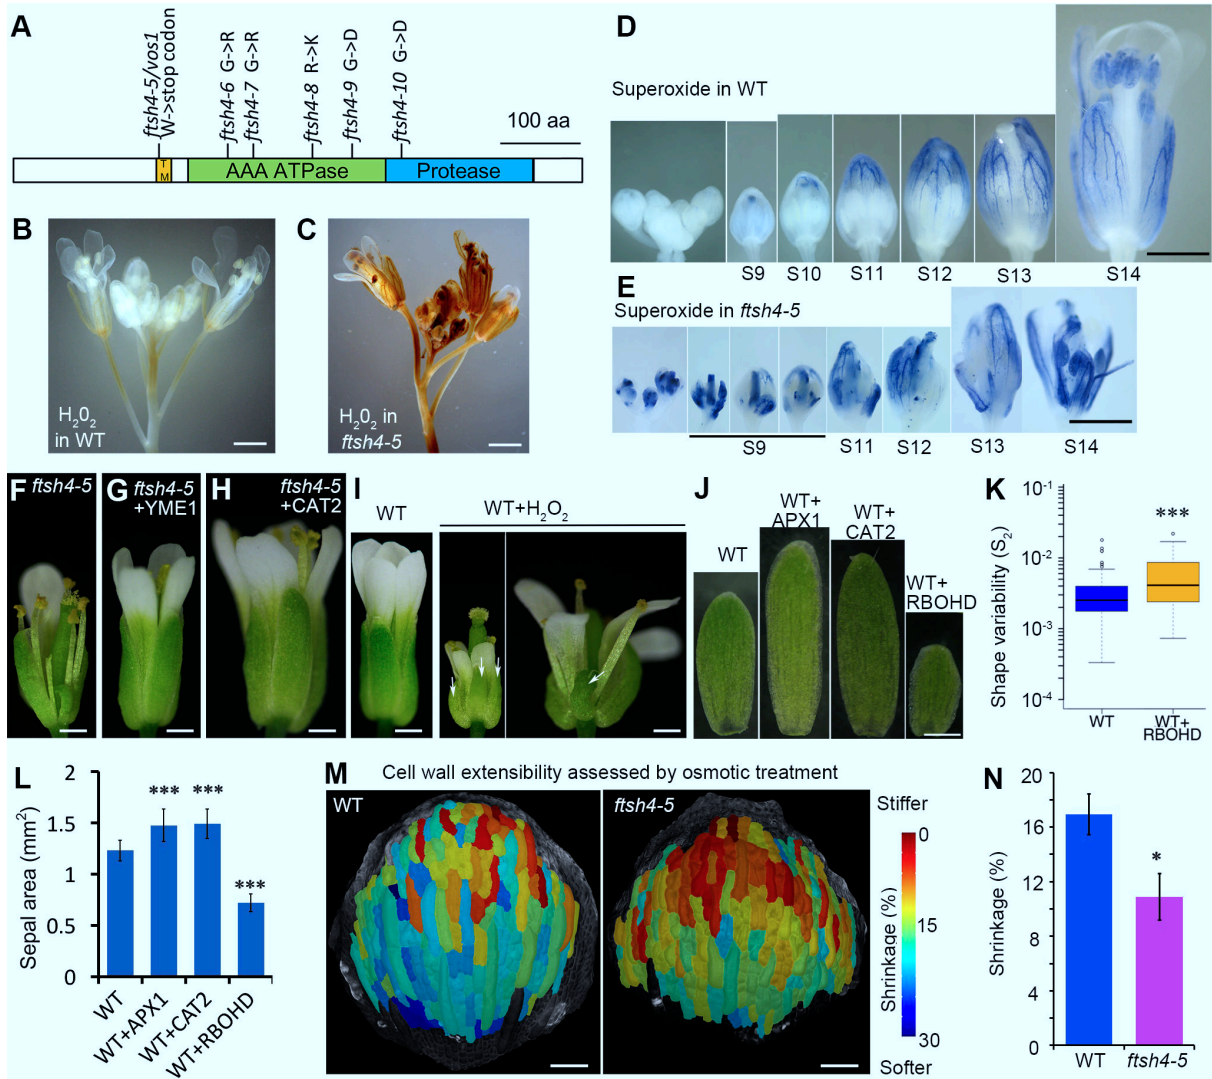 A
ftsh4-5/vos1
W->stop codon
ftsh4-6 G->R
ftsh4-7 G->R
ftsh4-8 R->K
ftsh4-9 G->D
ftsh4-10 G->D
100 aa
T
M
AAA ATPase
Protease
B
H₂0₂
in WT
C
H₂0₂ in
ftsh4-5
D
Superoxide in WT
S9
S10
S11
S12
S13
S14
E
Superoxide in ftsh4-5
S9
S11
S12
S13
S14
F
ftsh4-5
G
ftsh4-5
+YME1
H
ftsh4-5
+CAT2
I
WT
WT+H₂O₂
J
WT
WT+
APX1
WT+
CAT2
WT+
RBOHD
K
Shape variability (S₂)
10⁻¹
10⁻²
10⁻³
10⁻⁴
***
WT
WT+
RBOHD
L
Sepal area (mm²)
2
1.5
1
0.5
0
***
***
***
WT
WT+APX1
WT+CAT2
WT+RBOHD
M
Cell wall extensibility assessed by osmotic treatment
WT
ftsh4-5
Stiffer
0
15
30
Shrinkage (%)
Softer
N
Shrinkage (%)
20
16
12
8
4
0
*
WT
ftsh4-5